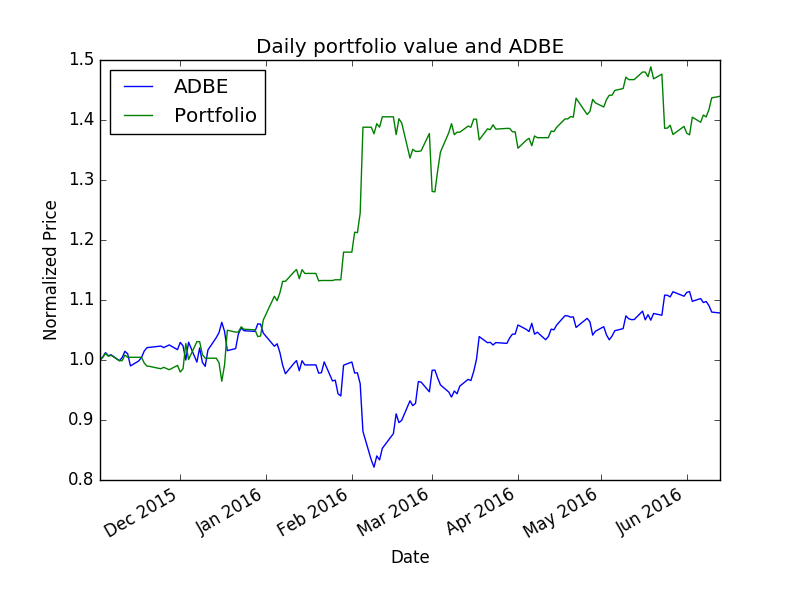 Daily portfolio value and ADBE
1.5
1.4
1.3
1.2
1.1
1.0
0.9
0.8
Normalized Price
ADBE
Portfolio
Dec 2015
Jan 2016
Feb 2016
Mar 2016
Apr 2016
May 2016
Jun 2016
Date